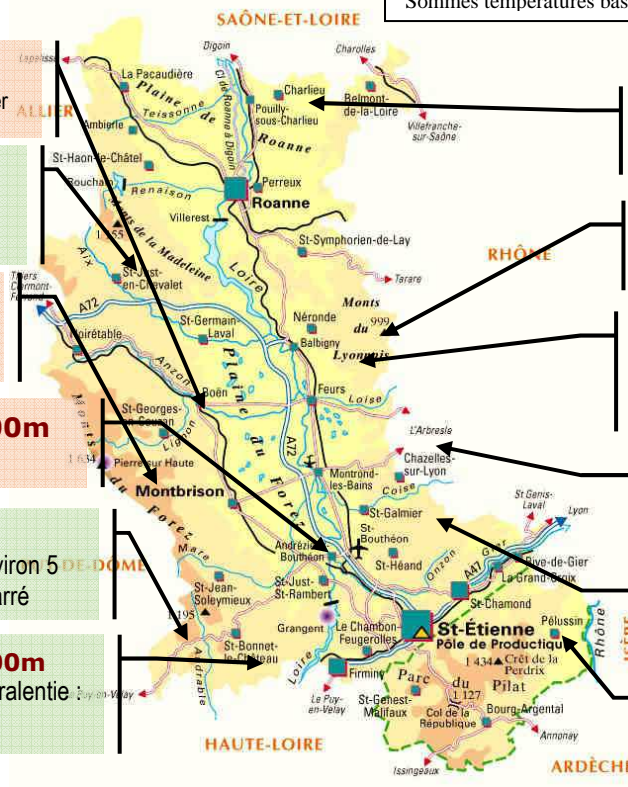 Sommes températures bas
SAÔNE-ET-LOIRE
Digoin
Charolles
Lapalisse
La Pacaudière
Charlieu
Belmont-
de-la-Loire
Pouilly-
sous-Charlieu
Cl de Roanne à Digoin
Plaine de
Roanne
Teissonne
er
ALLIER
Ambierle
Villefranche-
sur-Saône
St-Haon-le-Châtel
Renaison
Perreux
Roanne
Villerest
Monts de la Madeleine
St-Symphorien-de-Lay
RHÔNE
Tarare
Aix
St-Just-
en-Chevalet
Loire
Thiers
A72
Monts
du
999
Lyonnais
Noirétable
St-Germain-
Laval
Néronde
Balbigny
Anzon
Plaine
du
Forez
Boën
Feurs
Loise
St-Georges-
en-Couzan
Lignon
L'Arbresle
00m
Monts
du
Forez
1 634
Pierre sur Haute
A72
Chazelles-
sur-Lyon
Montbrison
Montrond-
les-Bains
Coise
St-Galmier
St Genis-
Laval
Lyon
viron 5
arré
DE-DÔME
Mare
Andrézieux
Bouthéon
St-
Bouthéon
St-Héand
Onzon
Gier
A47
Rive-de-Gier
La Grand-Croix
St-Jean-
Soleymieux
St-Just-
St-Rambert
St-Chamond
1 195
Grangent
Le Chambon-
Feugerolles
St-Étienne
Pôle de Productique
Pélussin
Rhône
ISÈRE
00m
ralentie :
St-Bonnet-
le-Château
Andrable
Loire
Firminy
1 434
Crêt de la
Perdrix
Le Puy-en-Velay
Le Puy-
en-Velay
Parc
du
Pilat
St-Genest-
Malifaux
1 127
Col de la
République
Bourg-Argental
HAUTE-LOIRE
Annonay
Issingeaux
ARDÈCHE